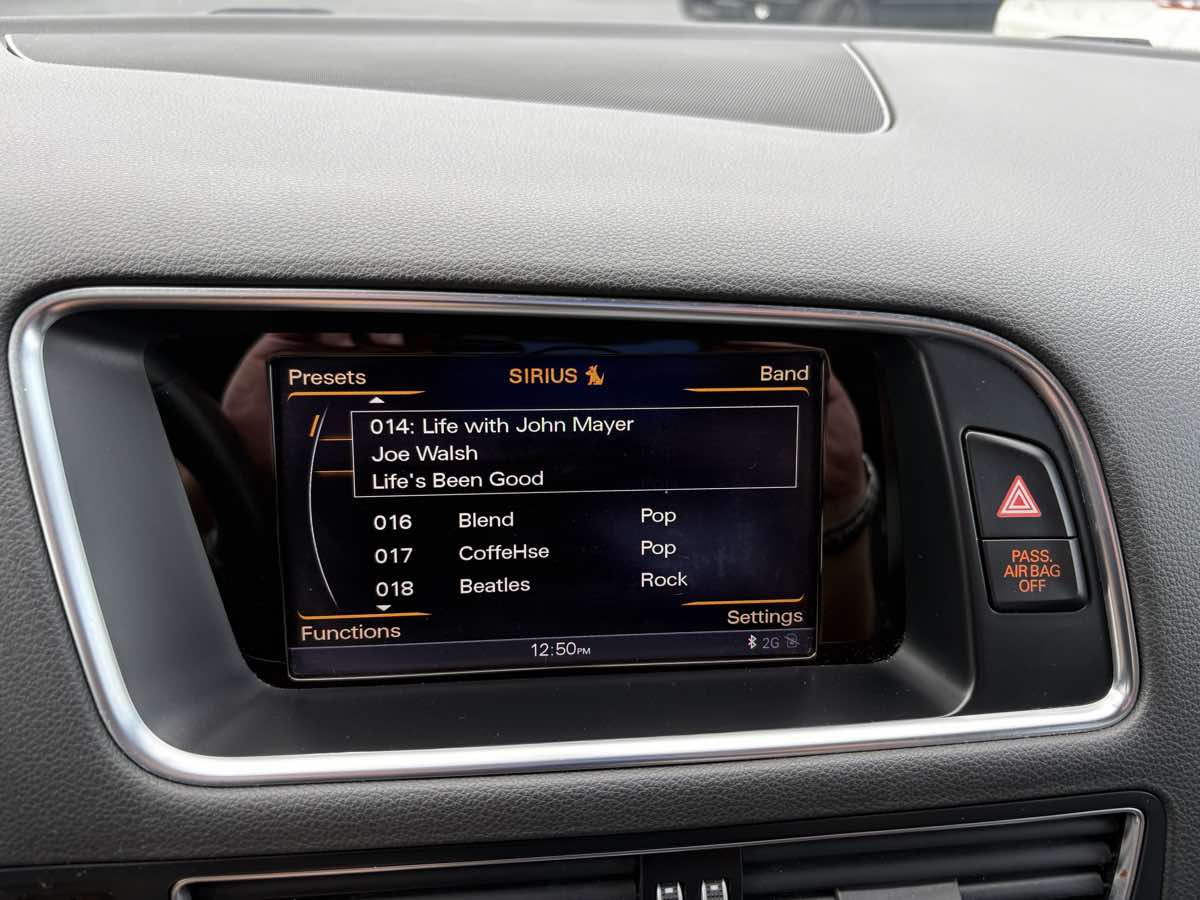 Presets
SIRIUS
Band
014: Life with John Mayer
Joe Walsh
Life's Been Good
016 Blend Pop
017 CoffeHse Pop
018 Beatles Rock
Functions
Settings
12:50PM
2G
PASS.
AIR BAG
OFF